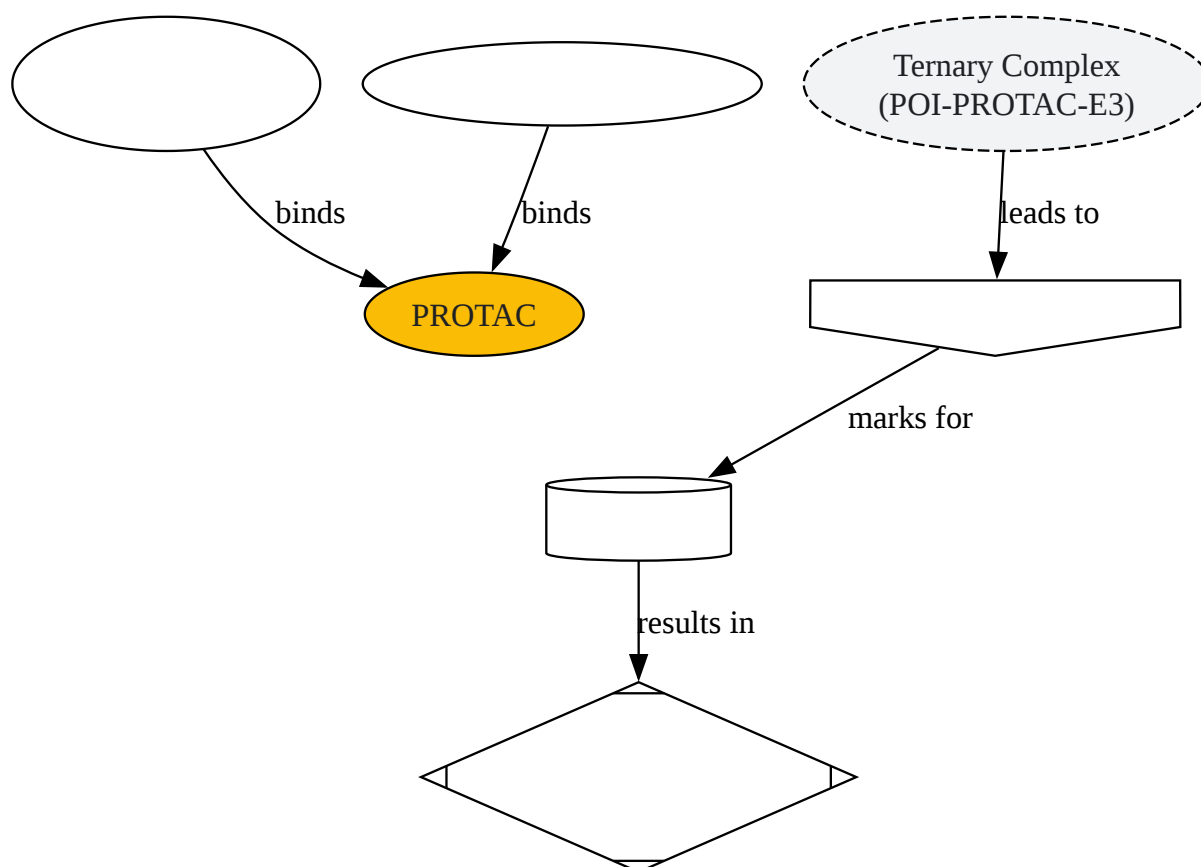 Ternary Complex
(POI-PROTAC-E3)
binds
binds
leads to
PROTAC
marks for
results in